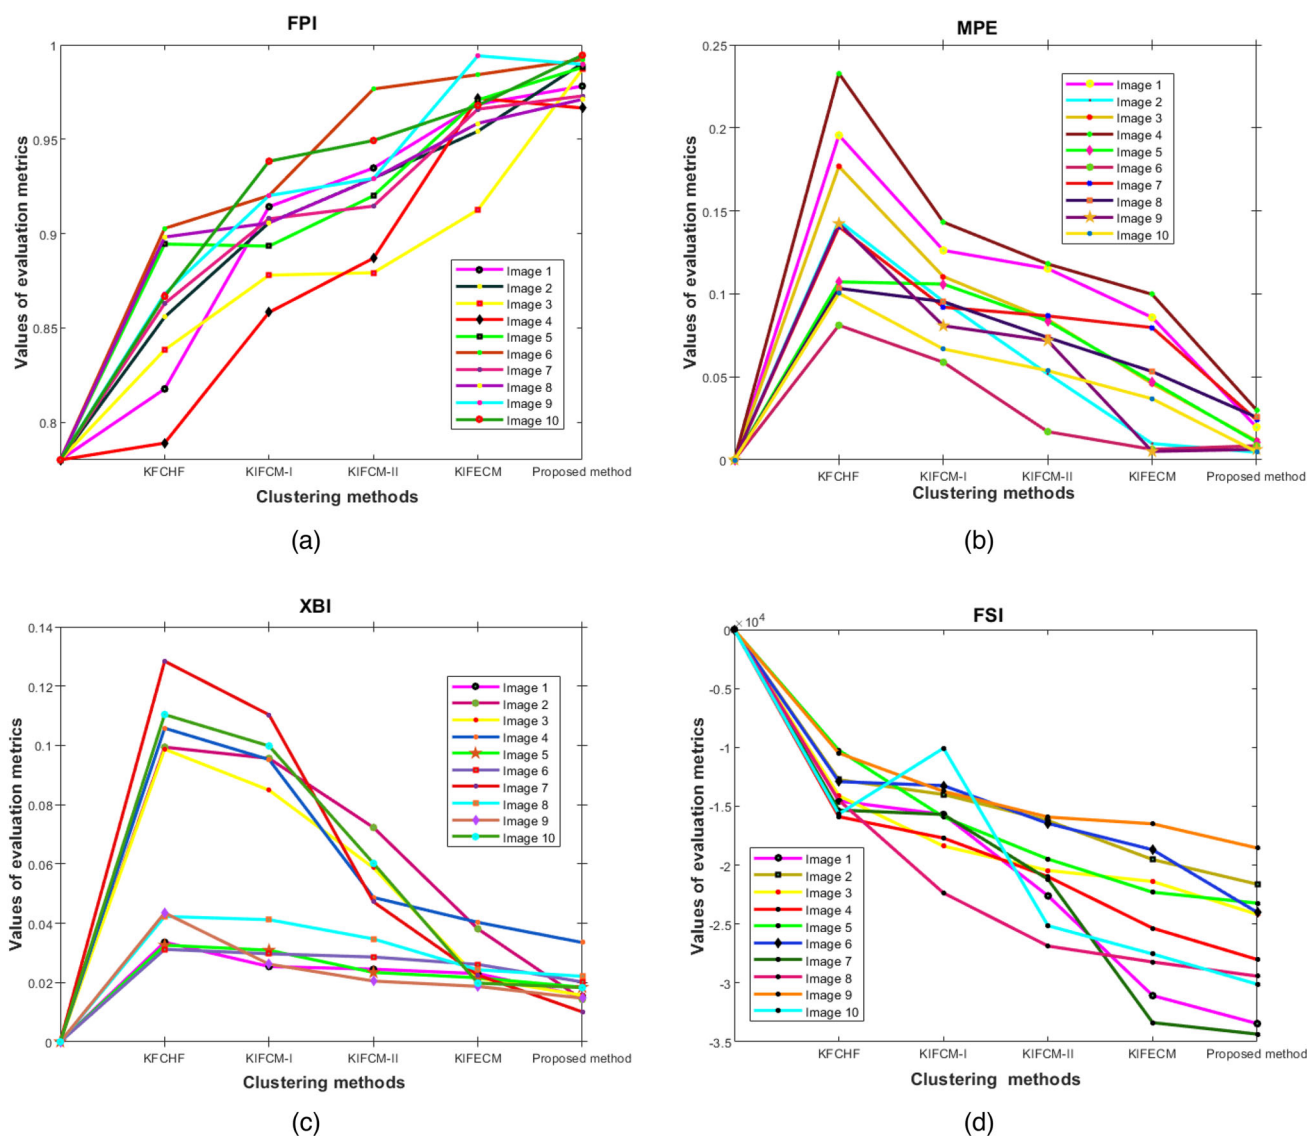 FPI
1
0.95
0.9
0.85
0.8
Values of evaluation metrics
Image 1
Image 2
Image 3
Image 4
Image 5
Image 6
Image 7
Image 8
Image 9
Image 10
KFCHF KIFCM-I KIFCM-II KIFECM Proposed method
Clustering methods
(a)
MPE
0.25
0.2
0.15
0.1
0.05
0
Values of evaluation metrics
Image 1
Image 2
Image 3
Image 4
Image 5
Image 6
Image 7
Image 8
Image 9
Image 10
KFCHF KIFCM-I KIFCM-II KIFECM Proposed method
Clustering methods
(b)
XBI
0.14
0.12
0.1
0.08
0.06
0.04
0.02
0
Values of evaluation metrics
Image 1
Image 2
Image 3
Image 4
Image 5
Image 6
Image 7
Image 8
Image 9
Image 10
KFCHF KIFCM-I KIFCM-II KIFECM Proposed method
Clustering methods
(c)
FSI
×10⁴
0
-0.5
-1
-1.5
-2
-2.5
-3
-3.5
Values of evaluation metrics
Image 1
Image 2
Image 3
Image 4
Image 5
Image 6
Image 7
Image 8
Image 9
Image 10
KFCHF KIFCM-I KIFCM-II KIFECM Proposed method
Clustering methods
(d)